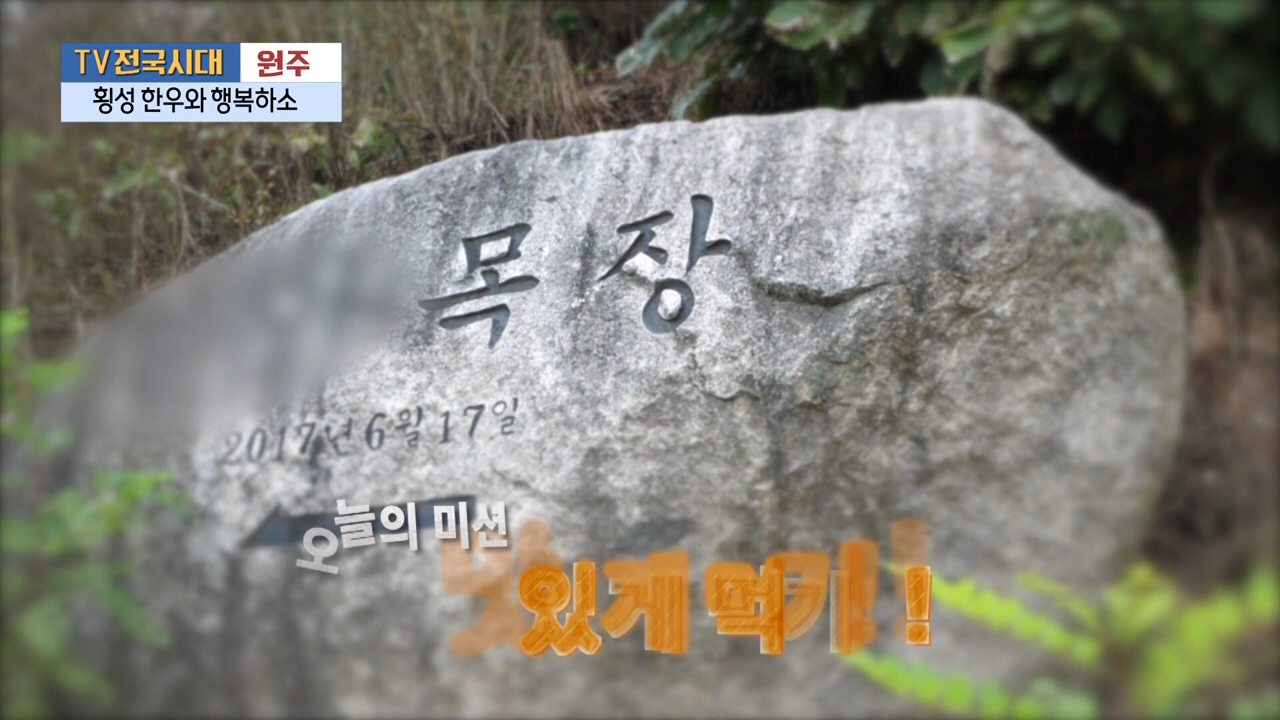 TV전국시대 원주
횡성 한우와 행복하소
목장
2017년 6월 17일
오늘의 미션
있게 먹기!